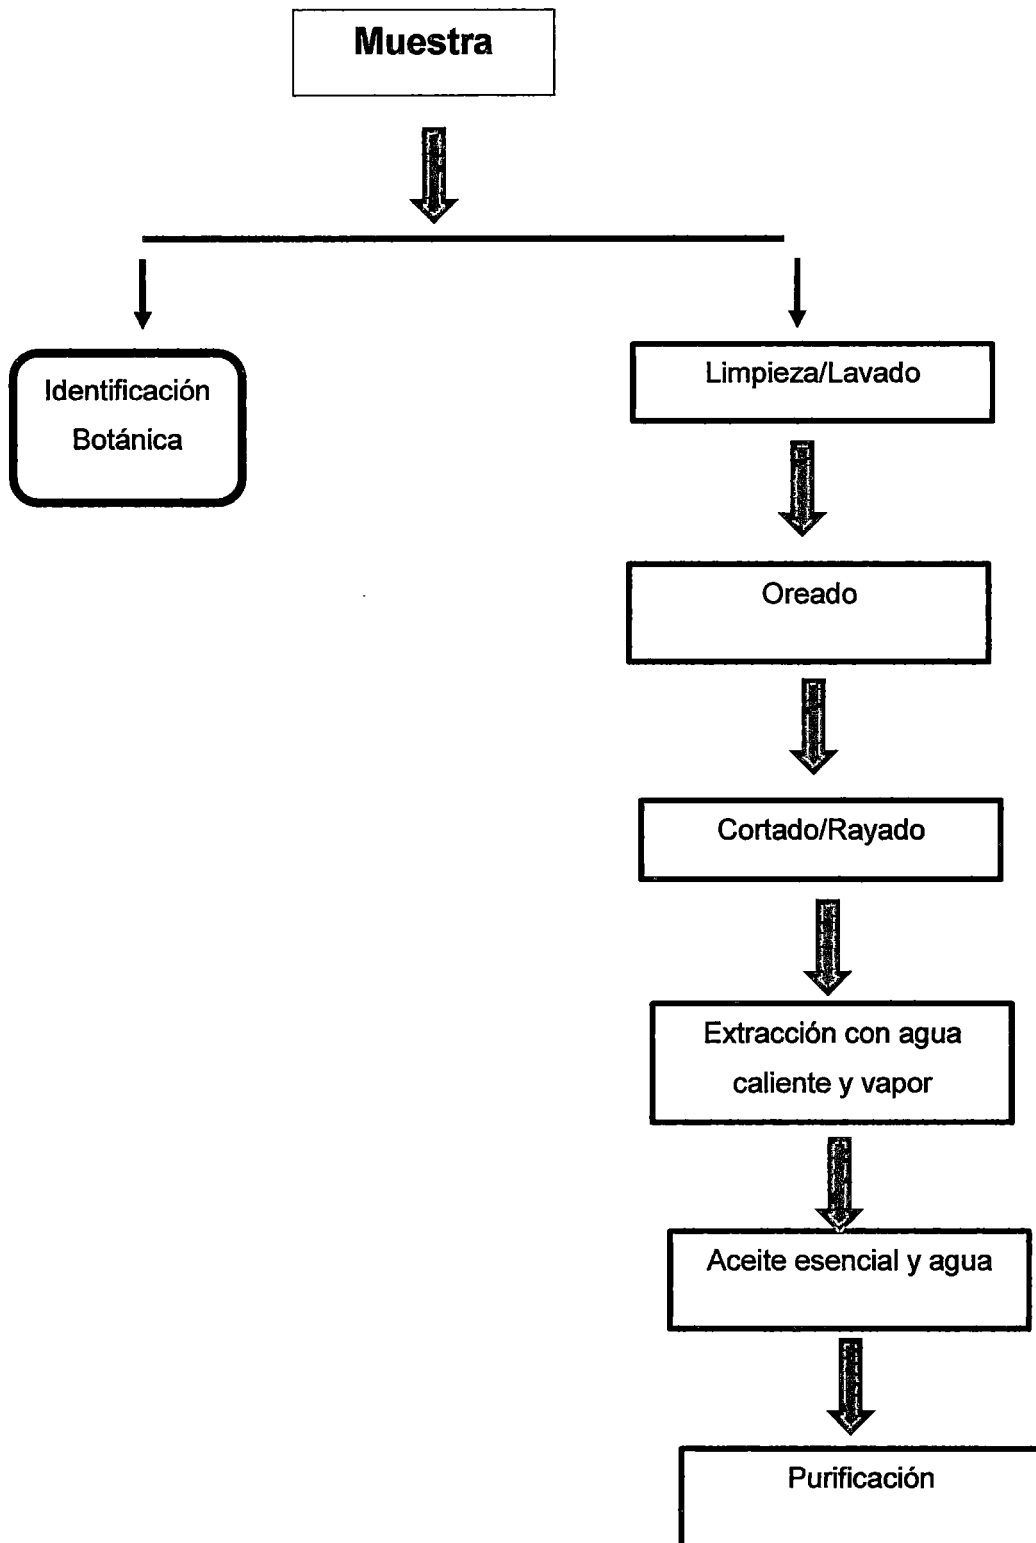 Muestra
Identificación
Botánica
Limpieza/Lavado
Oreado
Cortado/Rayado
Extracción con agua
caliente y vapor
Aceite esencial y agua
Purificación